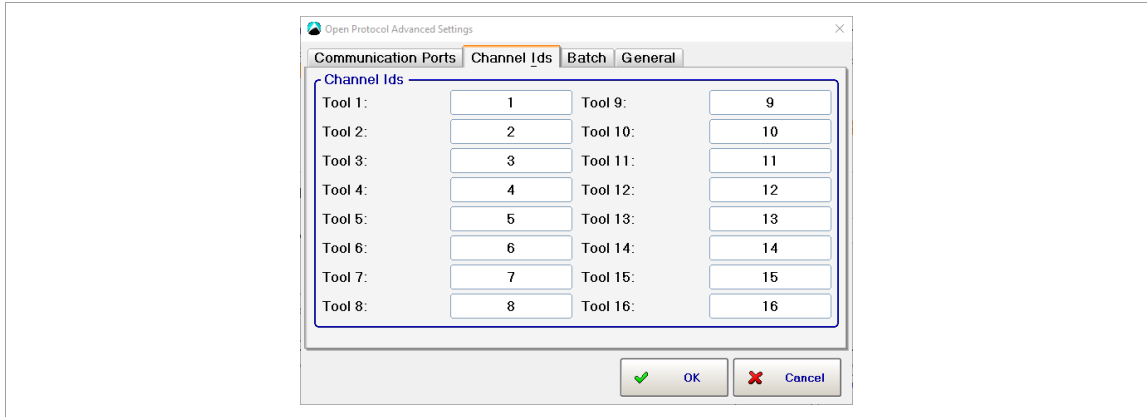 Open Protocol Advanced Settings
Communication Ports Channel Ids Batch General
Channel Ids
Tool 1: 1 Tool 9: 9
Tool 2: 2 Tool 10: 10
Tool 3: 3 Tool 11: 11
Tool 4: 4 Tool 12: 12
Tool 5: 5 Tool 13: 13
Tool 6: 6 Tool 14: 14
Tool 7: 7 Tool 15: 15
Tool 8: 8 Tool 16: 16
OK Cancel